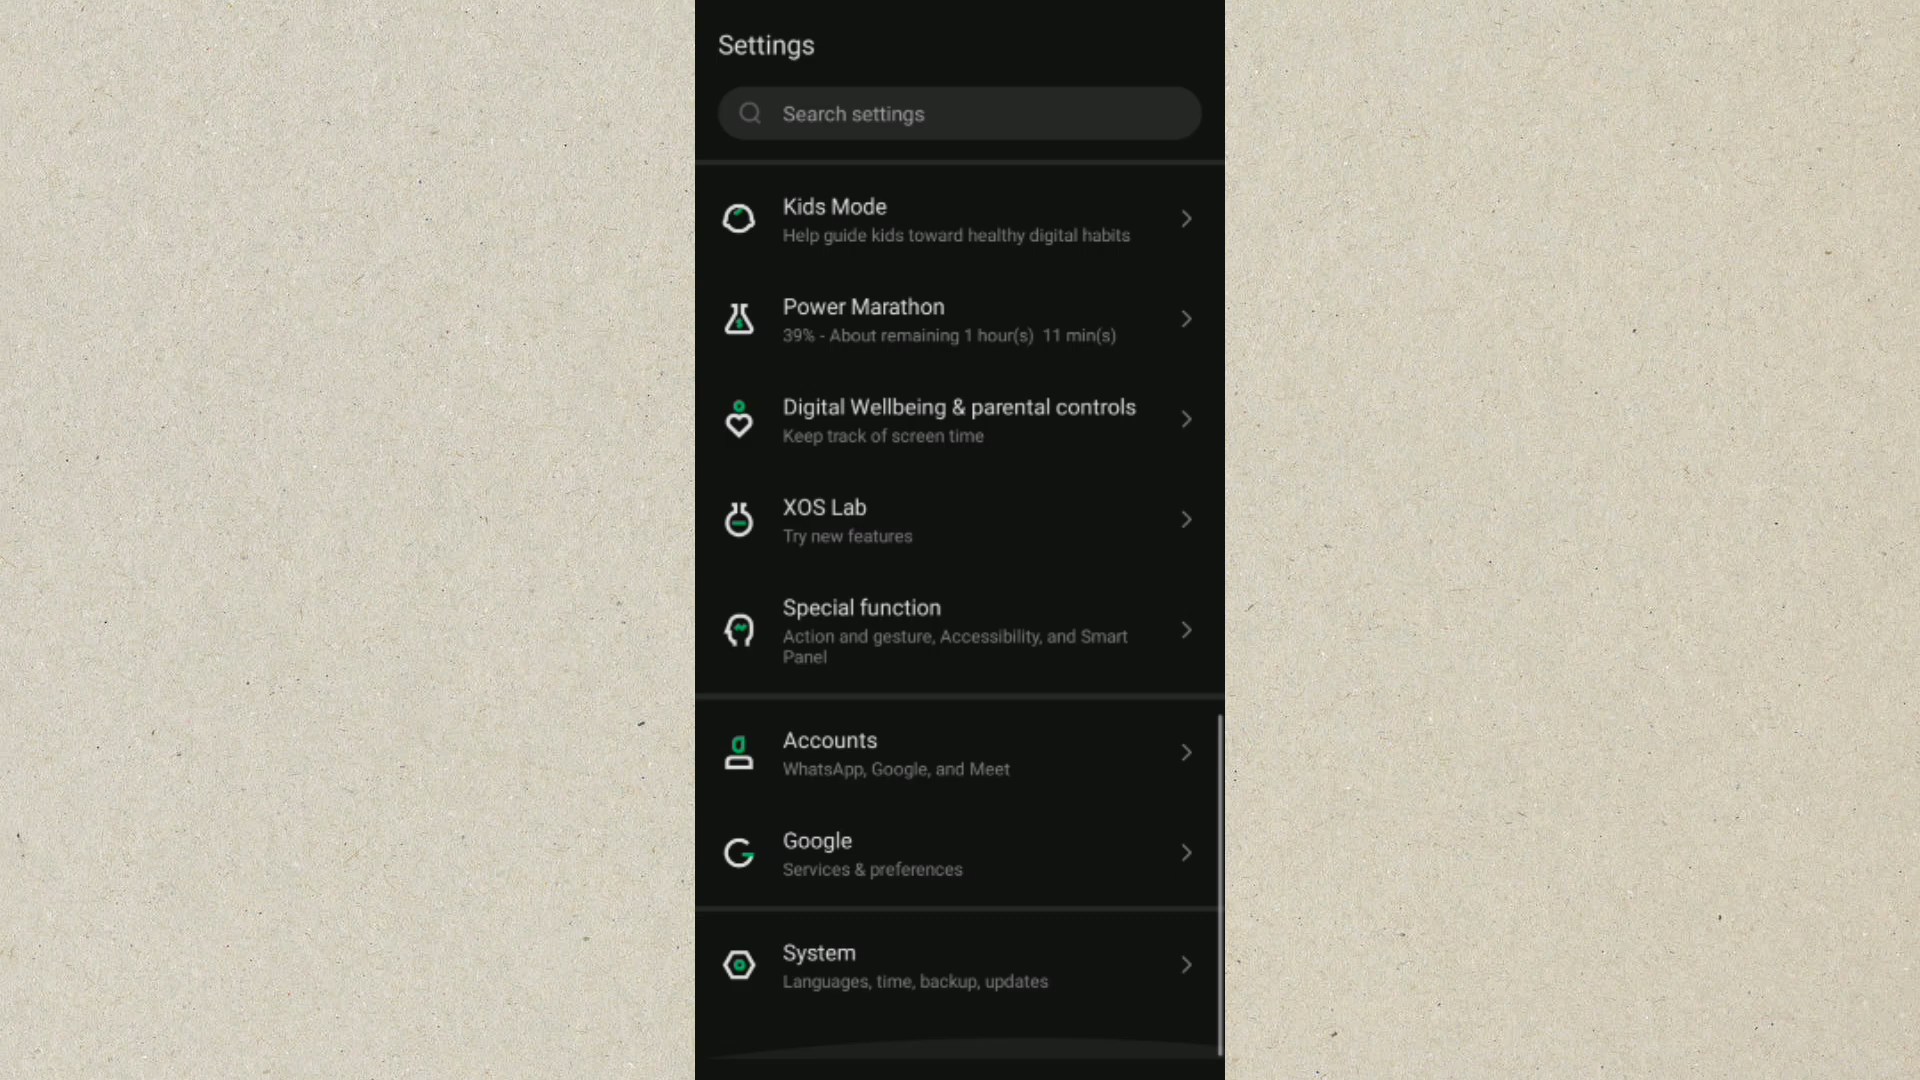 Settings
Search settings
Kids Mode
Help guide kids toward healthy digital habits
Power Marathon
39% - About remaining 1 hour(s) 11 min(s)
Digital Wellbeing & parental controls
Keep track of screen time
XOS Lab
Try new features
Special function
Action and gesture, Accessibility, and Smart
Panel
Accounts
WhatsApp, Google, and Meet
Google
Services & preferences
System
Languages, time, backup, updates